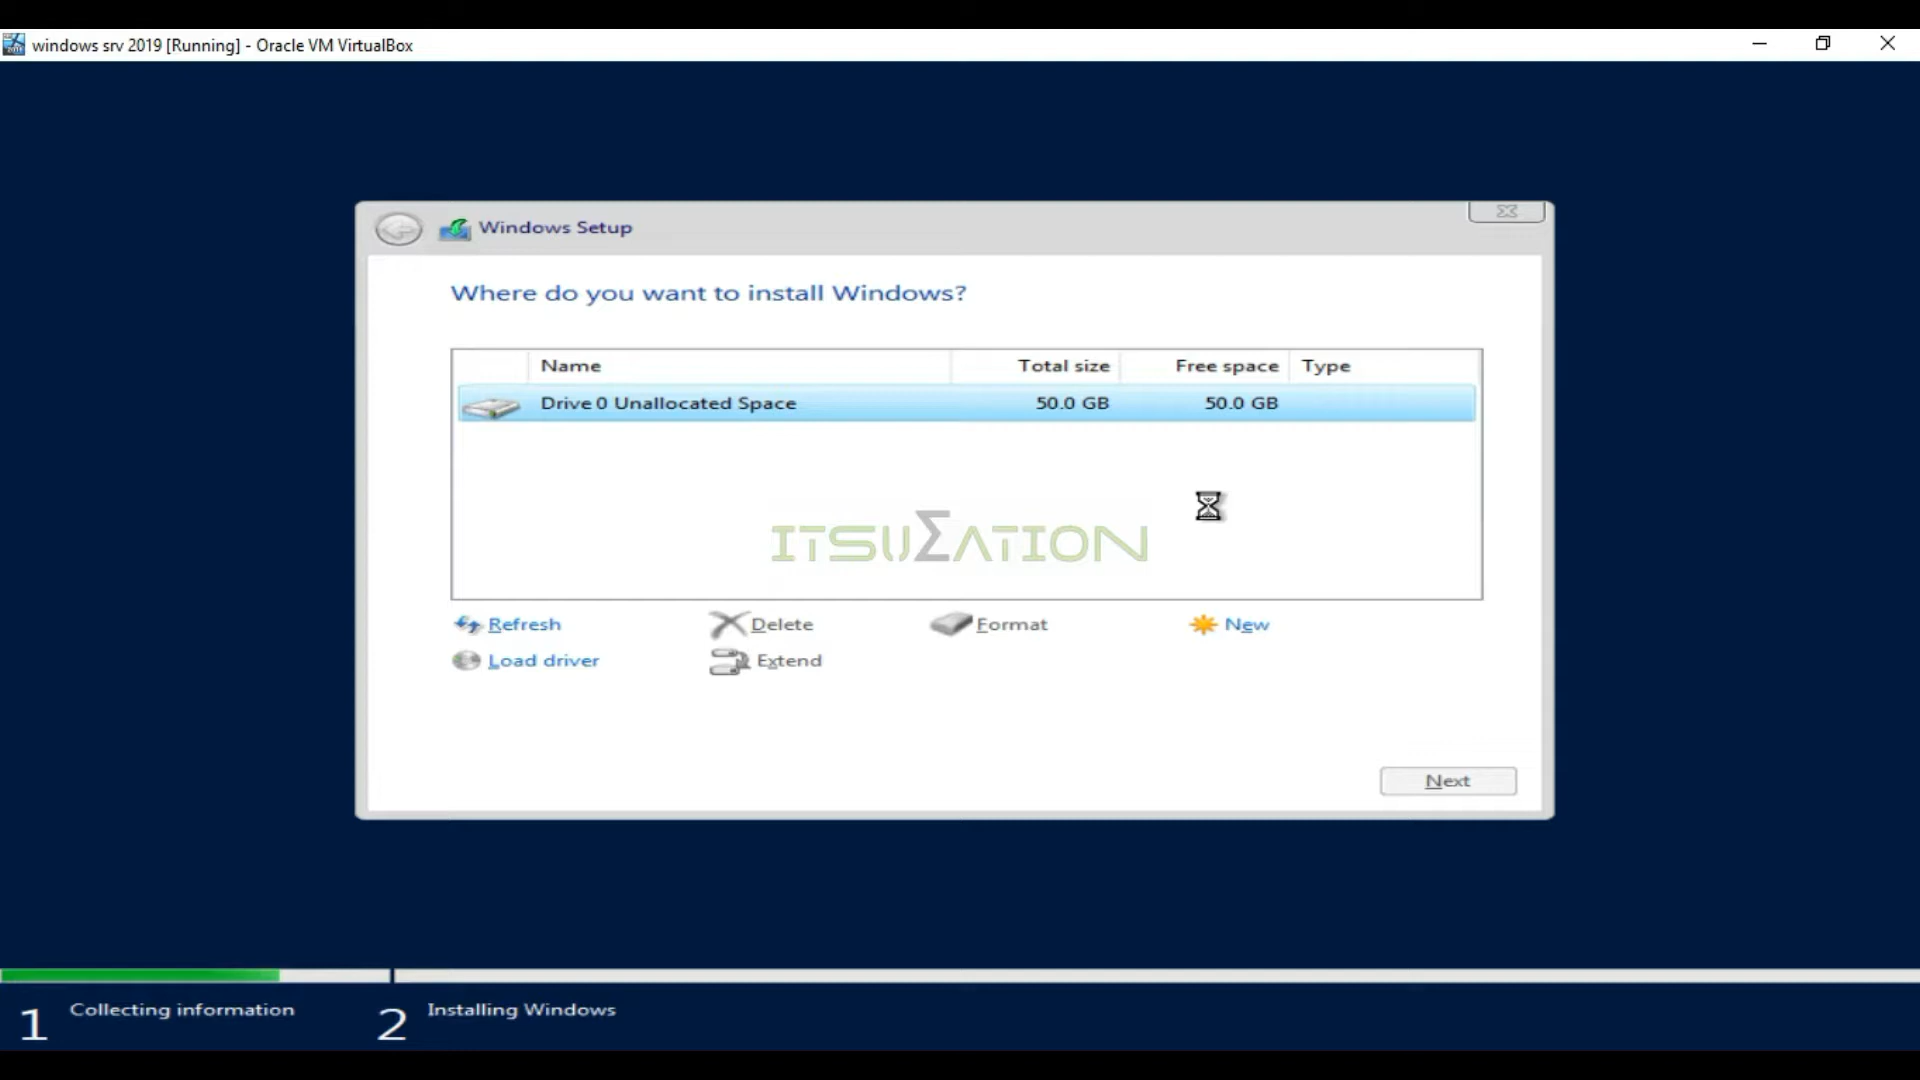 windows srv 2019 [Running] - Oracle VM VirtualBox
Windows Setup
Where do you want to install Windows?
Name Total size Free space Type
Drive 0 Unallocated Space 50.0 GB 50.0 GB
ITSUΣATION
Refresh Delete Format New
Load driver Extend
Next
1 Collecting information 2 Installing Windows